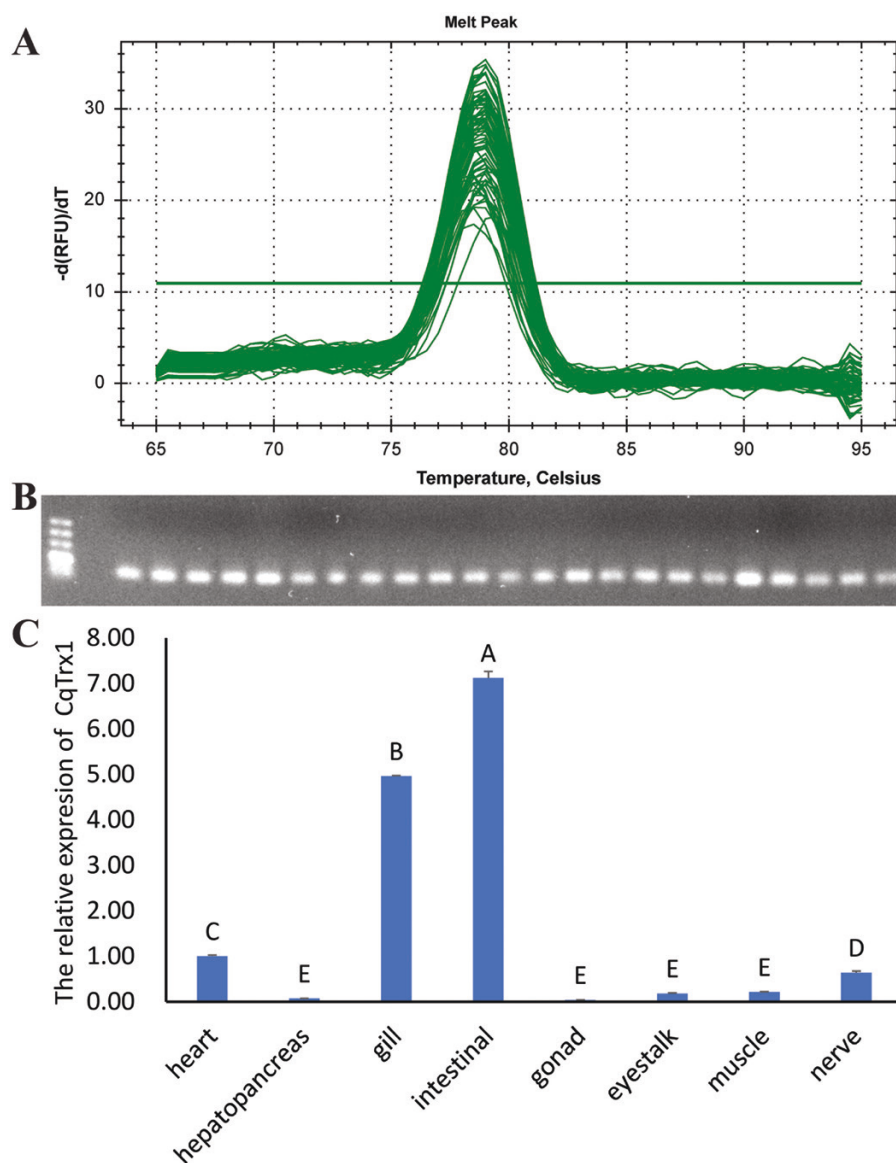 A
Melt Peak
-d(RFU)/dT
30
20
10
0
65 70 75 80 85 90 95
Temperature, Celsius
B
C
The relative expresion of CqTrx1
8.00
7.00
6.00
5.00
4.00
3.00
2.00
1.00
0.00
C
E
B
A
E
E
E
D
heart
hepatopancreas
gill
intestinal
gonad
eyestalk
muscle
nerve